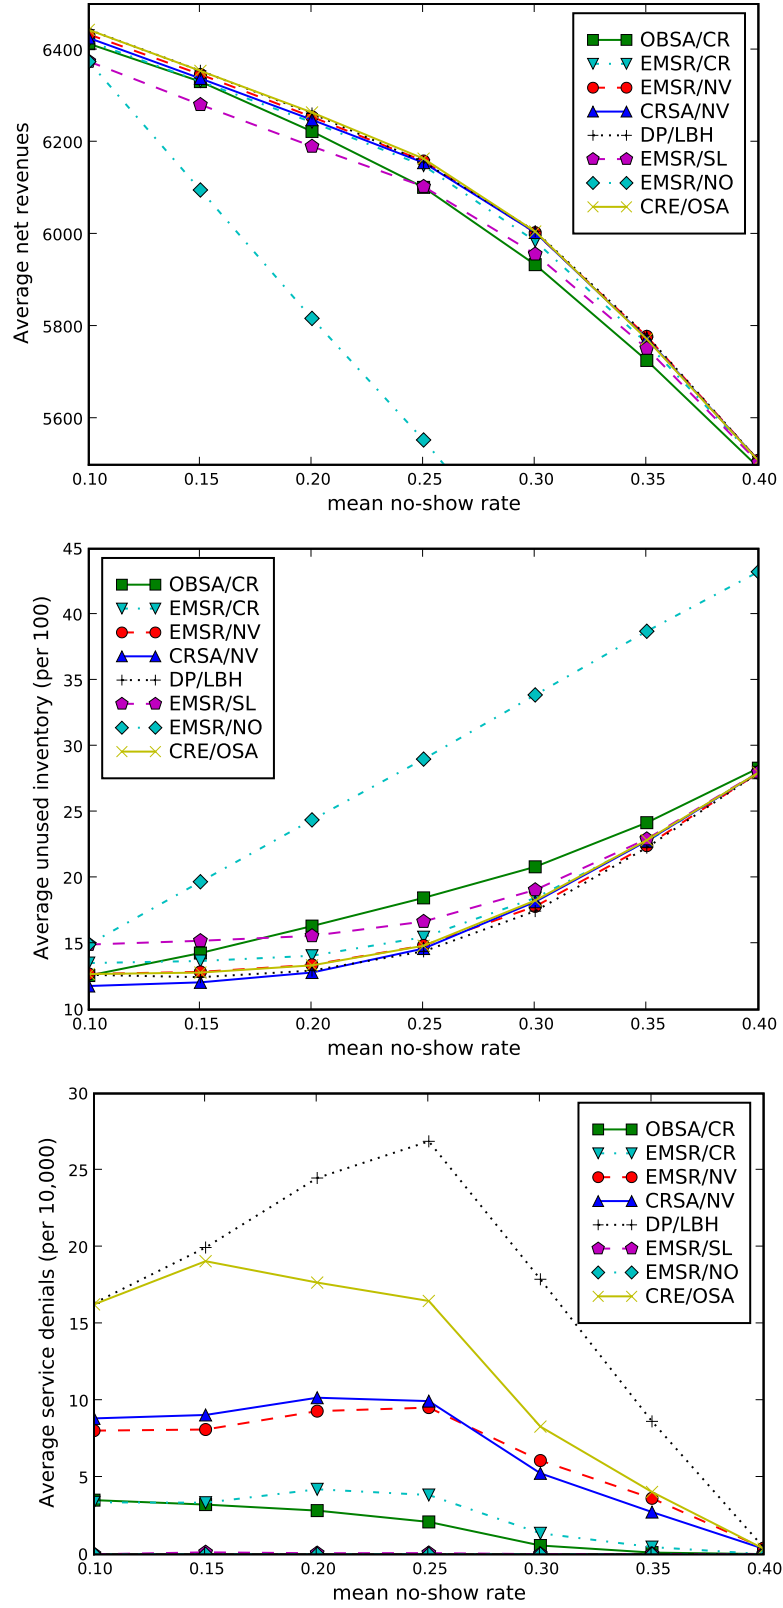 6400
6200
6000
5800
5600
Average net revenues
OBSA/CR
EMSR/CR
EMSR/NV
CRSA/NV
DP/LBH
EMSR/SL
EMSR/NO
CRE/OSA
0.10 0.15 0.20 0.25 0.30 0.35 0.40
mean no-show rate
45
40
35
30
25
20
15
10
Average unused inventory (per 100)
OBSA/CR
EMSR/CR
EMSR/NV
CRSA/NV
DP/LBH
EMSR/SL
EMSR/NO
CRE/OSA
0.10 0.15 0.20 0.25 0.30 0.35 0.40
mean no-show rate
30
25
20
15
10
5
0
Average service denials (per 10,000)
OBSA/CR
EMSR/CR
EMSR/NV
CRSA/NV
DP/LBH
EMSR/SL
EMSR/NO
CRE/OSA
0.10 0.15 0.20 0.25 0.30 0.35 0.40
mean no-show rate